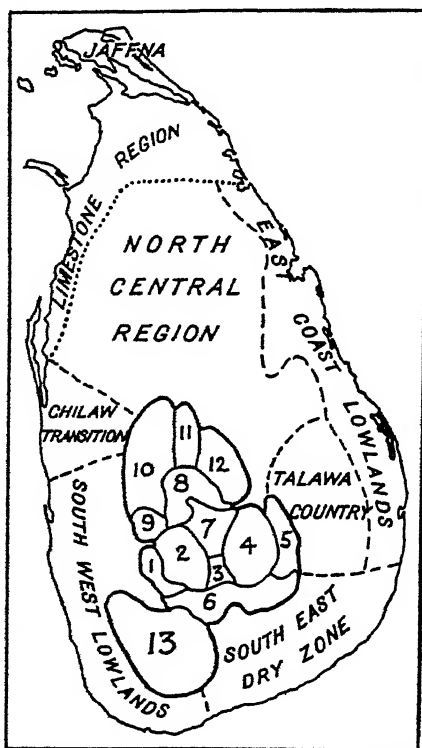 JAFFNA
LIMESTONE REGION
NORTH
CENTRAL
REGION
EAST COAST LOWLANDS
CHILAW
TRANSITION
11
10
12
8
TALAWA
COUNTRY
9
7
2
4
5
1
3
6
SOUTH WEST LOWLANDS
13
SOUTH EAST
DRY ZONE